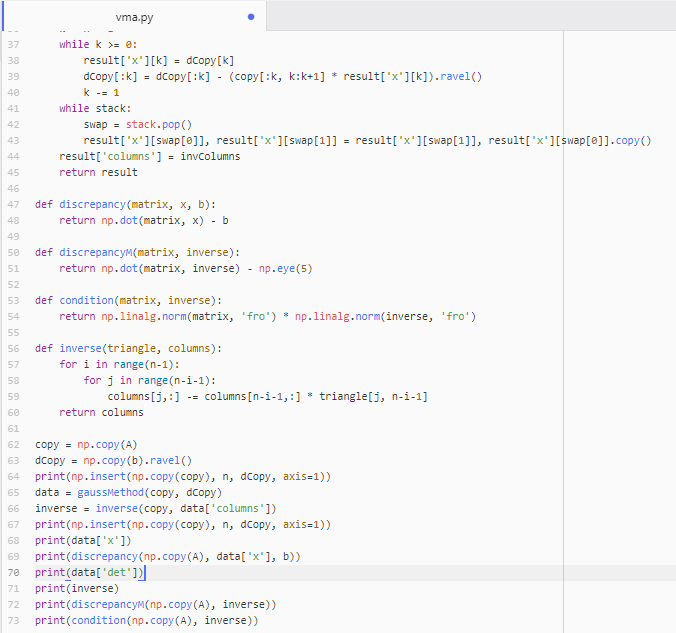 vma.py
37 while k >= 0:
38 result['x'][k] = dCopy[k]
39 dCopy[:k] = dCopy[:k] - (copy[:k, k:k+1] * result['x'][k]).ravel()
40 k -= 1
41 while stack:
42 swap = stack.pop()
43 result['x'][swap[0]], result['x'][swap[1]] = result['x'][swap[1]], result['x'][swap[0]].copy()
44 result['columns'] = invColumns
45 return result
46
47 def discrepancy(matrix, x, b):
48 return np.dot(matrix, x) - b
49
50 def discrepancyM(matrix, inverse):
51 return np.dot(matrix, inverse) - np.eye(5)
52
53 def condition(matrix, inverse):
54 return np.linalg.norm(matrix, 'fro') * np.linalg.norm(inverse, 'fro')
55
56 def inverse(triangle, columns):
57 for i in range(n-1):
58 for j in range(n-i-1):
59 columns[j,:] -= columns[n-i-1,:] * triangle[j, n-i-1]
60 return columns
61
62 copy = np.copy(A)
63 dCopy = np.copy(b).ravel()
64 print(np.insert(np.copy(copy), n, dCopy, axis=1))
65 data = gaussMethod(copy, dCopy)
66 inverse = inverse(copy, data['columns'])
67 print(np.insert(np.copy(copy), n, dCopy, axis=1))
68 print(data['x'])
69 print(discrepancy(np.copy(A), data['x'], b))
70 print(data['det'])
71 print(inverse)
72 print(discrepancyM(np.copy(A), inverse))
73 print(condition(np.copy(A), inverse))